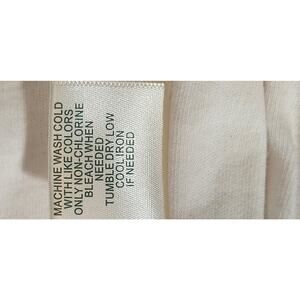 MACHINE WASH COLD
WITH LIKE COLORS
ONLY NON-CHLORINE
BLEACH WHEN
NEEDED
TUMBLE DRY LOW
COOL IRON
IF NEEDED